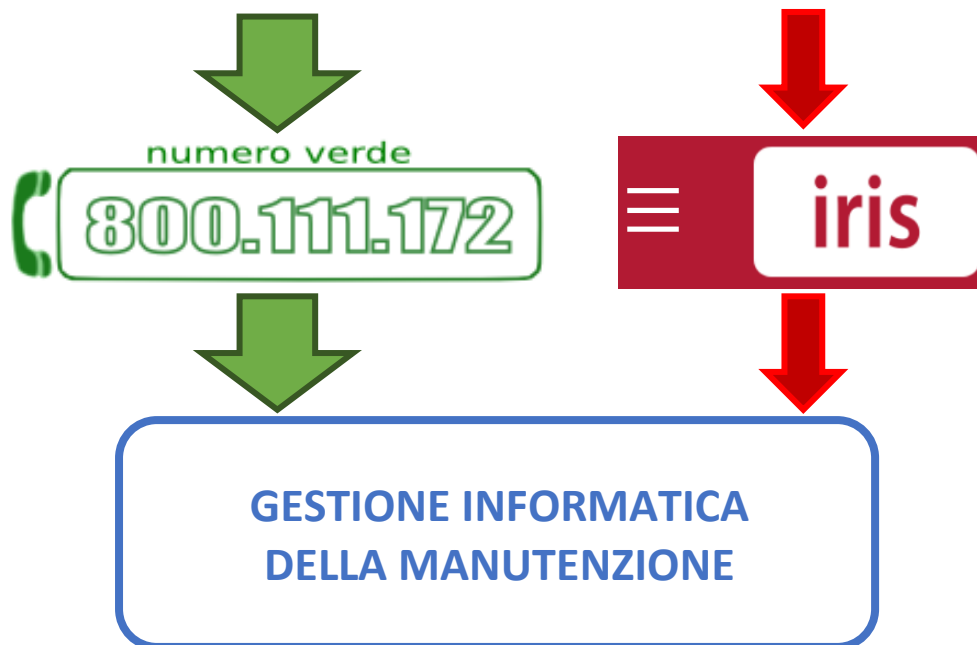 numero verde
800.111.172
iris
GESTIONE INFORMATICA
DELLA MANUTENZIONE